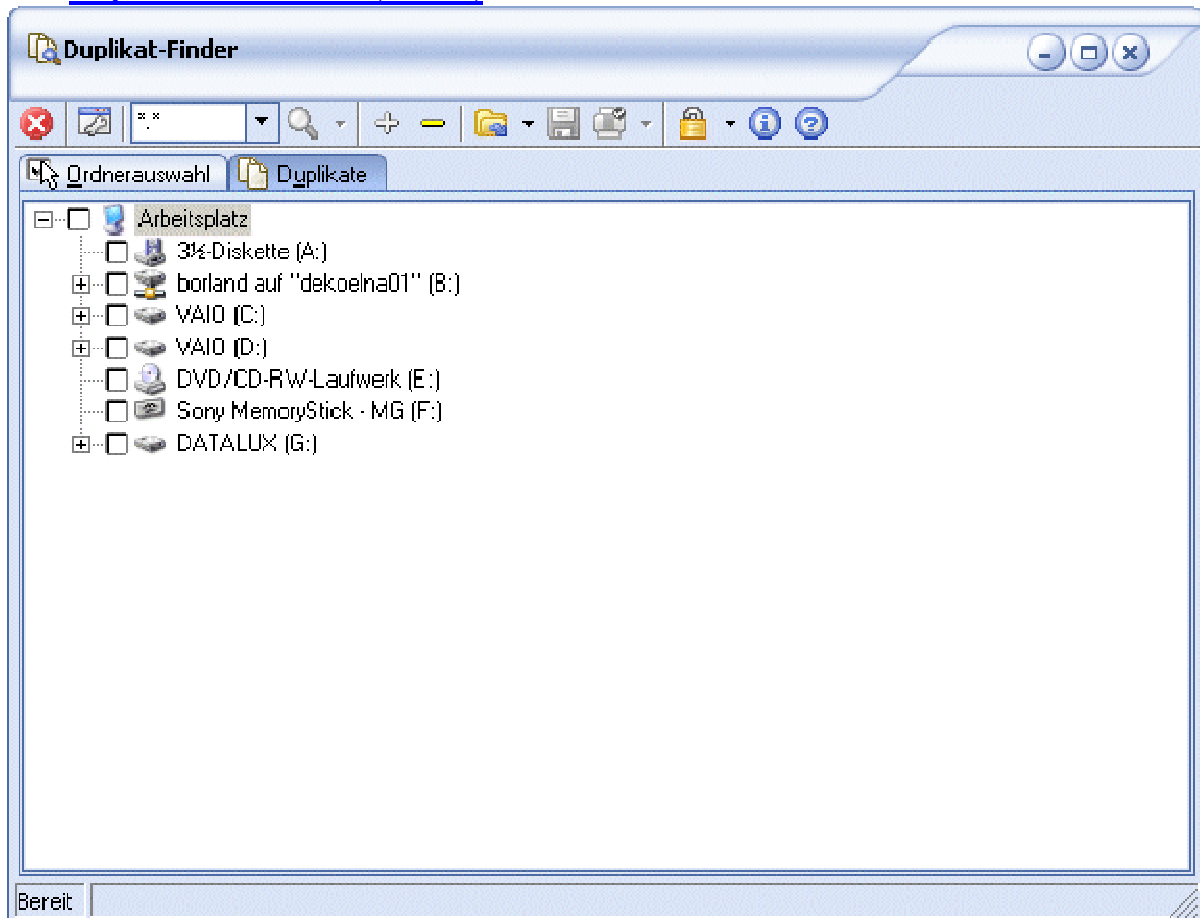 Duplikat-Finder
*.*
Ordnerauswahl Duplikate
Arbeitsplatz
3½-Diskette (A:)
borland auf "dekoelna01" (B:)
VAIO (C:)
VAIO (D:)
DVD/CD-RW-Laufwerk (E:)
Sony MemoryStick - MG (F:)
DATALUX (G:)
Bereit